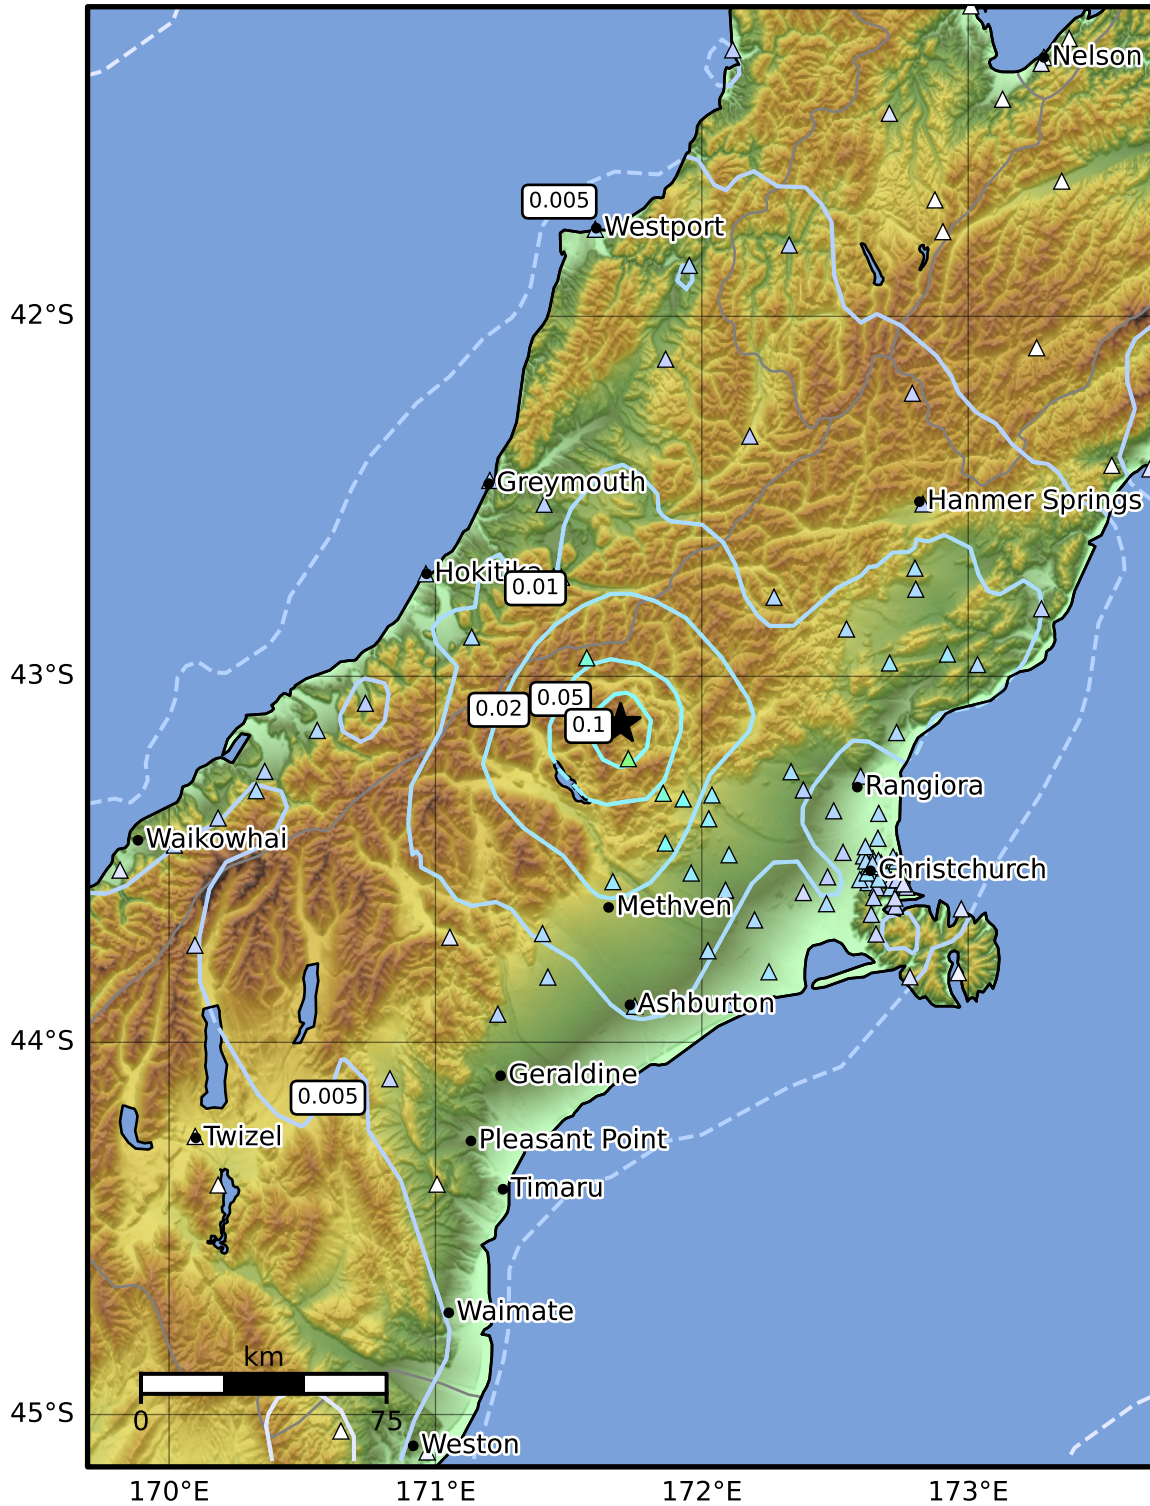 Nelson
0.005
Westport
42°S
Greymouth
Hanmer Springs
Hokitika
0.01
43°S
0.05
0.02
0.1
Rangiora
Waikowhai
Christchurch
Methven
Ashburton
44°S
Geraldine
0.005
Twizel
Pleasant Point
Timaru
Waimate
km
0 75
45°S
Weston
170°E 171°E 172°E 173°E